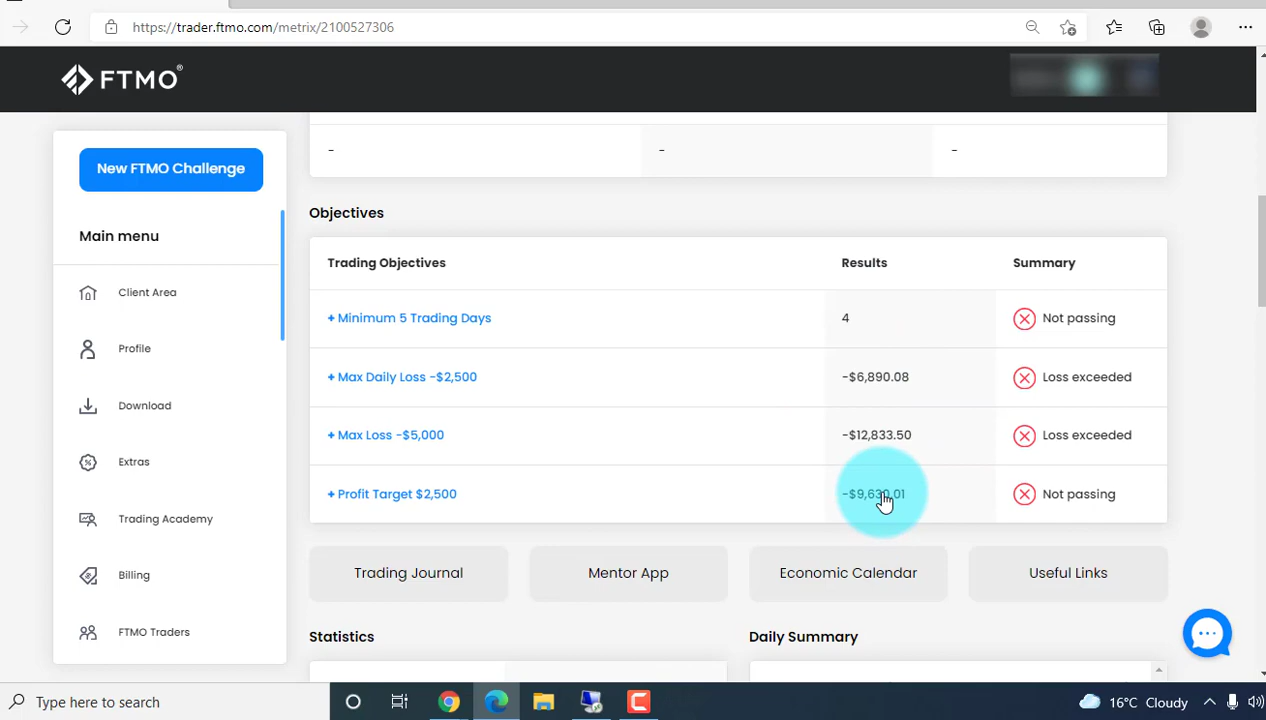 https://trader.ftmo.com/metrix/2100527306
FTMO®
New FTMO Challenge
Main menu
Client Area
Profile
Download
Extras
Trading Academy
Billing
FTMO Traders
- - -
Objectives
Trading Objectives Results Summary
+ Minimum 5 Trading Days 4 Not passing
+ Max Daily Loss -$2,500 -$6,890.08 Loss exceeded
+ Max Loss -$5,000 -$12,833.50 Loss exceeded
+ Profit Target $2,500 -$9,630.01 Not passing
Trading Journal Mentor App Economic Calendar Useful Links
Statistics Daily Summary
Type here to search 16°C Cloudy